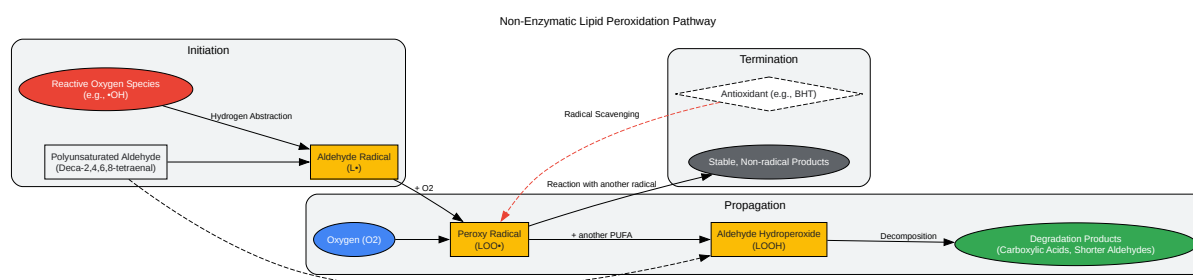 Non-Enzymatic Lipid Peroxidation Pathway
Initiation
Reactive Oxygen Species
(e.g., •OH)
Hydrogen Abstraction
Polyunsaturated Aldehyde
(Deca-2,4,6,8-tetraenal)
Aldehyde Radical
(L•)
+ O2
Termination
Antioxidant (e.g., BHT)
Radical Scavenging
Stable, Non-radical Products
Reaction with another radical
Propagation
Oxygen (O2)
Peroxy Radical
(LOO•)
+ another PUFA
Aldehyde Hydroperoxide
(LOOH)
Decomposition
Degradation Products
(Carboxylic Acids, Shorter Aldehydes)